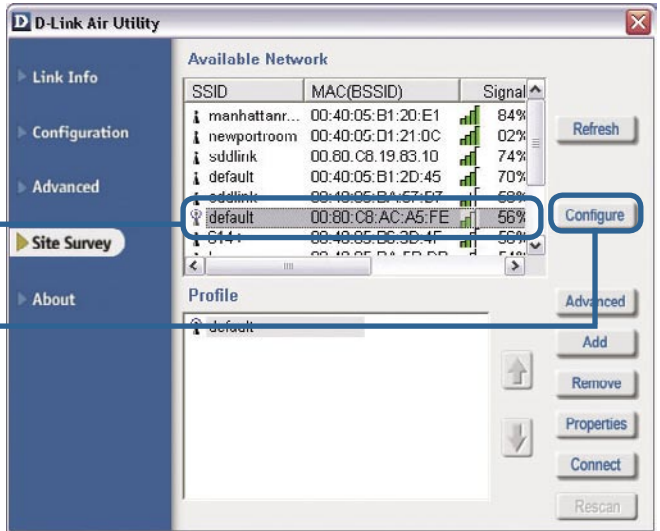 D-Link Air Utility
Link Info
Configuration
Advanced
Site Survey
About
Available Network
SSID MAC(BSSID) Signal
manhattanr... 00:40:05:B1:20:E1 84%
newportroom 00:40:05:D1:21:0C 02%
sddlink 00:80:C8:19:83:10 74%
default 00:40:05:B1:2D:45 70%
default 00:80:C8:AC:A5:FE 56%
Refresh
Configure
Profile
default
Advanced
Add
Remove
Properties
Connect
Rescan